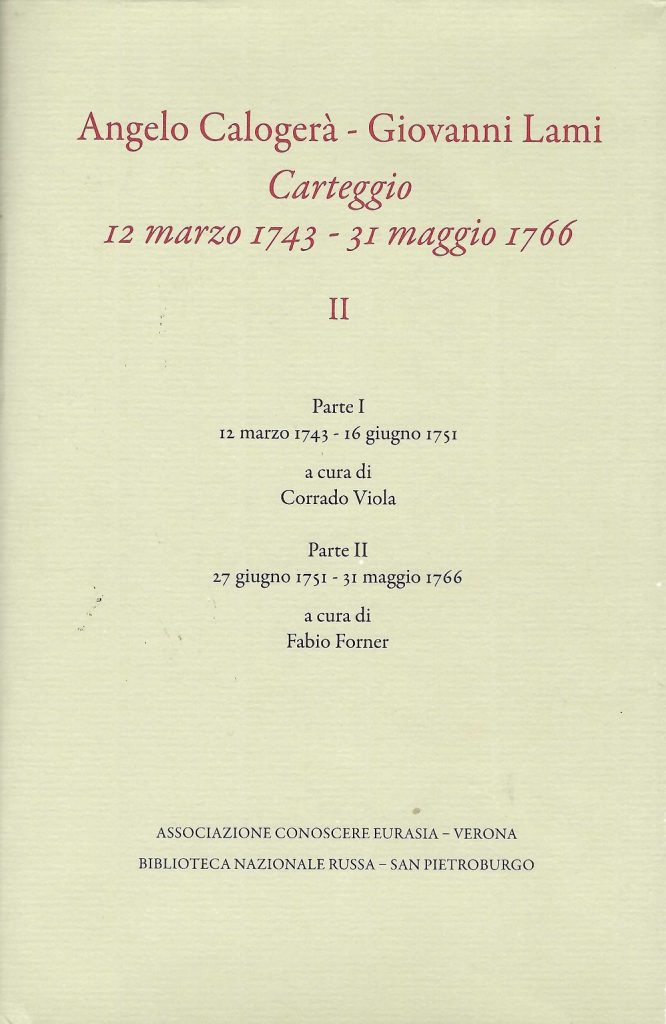 Angelo Calogerà - Giovanni Lami
Carteggio
12 marzo 1743 - 31 maggio 1766
II
Parte I
12 marzo 1743 - 16 giugno 1751
a cura di
Corrado Viola
Parte II
27 giugno 1751 - 31 maggio 1766
a cura di
Fabio Forner
ASSOCIAZIONE CONOSCERE EURASIA – VERONA
BIBLIOTECA NAZIONALE RUSSA – SAN PIETROBURGO